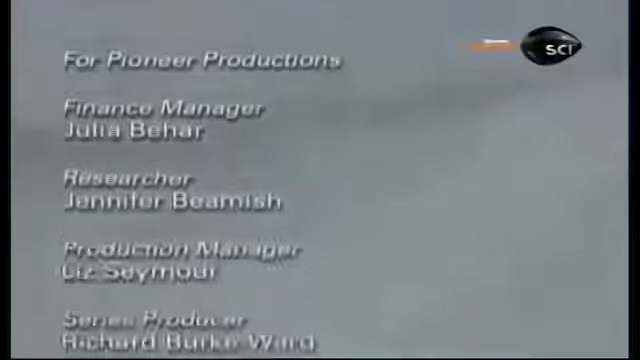 For Pioneer Productions
SCI
Finance Manager
Julia Behar
Researcher
Jennifer Beamish
Production Manager
Liz Seymour
Series Producer
Richard Burke-Ward